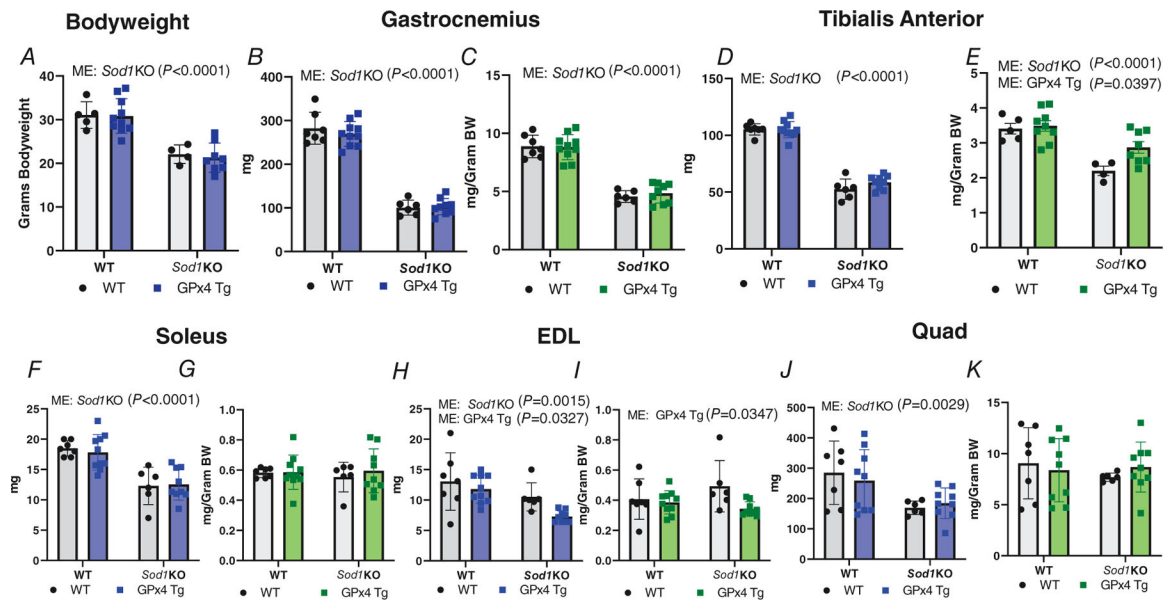 Bodyweight
Gastrocnemius
Tibialis Anterior
A
ME: Sod1KO (P<0.0001)
Grams Bodyweight
40
30
20
10
0
WT
Sod1KO
WT
GPx4 Tg
B
ME: Sod1KO (P<0.0001)
mg
400
300
200
100
0
WT
Sod1KO
WT
GPx4 Tg
C
ME: Sod1KO (P<0.0001)
mg/Gram BW
15
10
5
0
WT
Sod1KO
WT
GPx4 Tg
D
ME: Sod1KO (P<0.0001)
mg
150
100
50
0
WT
Sod1KO
WT
GPx4 Tg
E
ME: Sod1KO (P<0.0001)
ME: GPx4 Tg (P=0.0397)
mg/Gram BW
5
4
3
2
1
0
WT
Sod1KO
WT
GPx4 Tg
Soleus
EDL
Quad
F
ME: Sod1KO (P<0.0001)
mg
25
20
15
10
5
0
WT
Sod1KO
WT
GPx4 Tg
G
mg/Gram BW
1.0
0.8
0.6
0.4
0.2
0.0
WT
Sod1KO
WT
GPx4 Tg
H
ME: Sod1KO (P=0.0015)
ME: GPx4 Tg (P=0.0327)
mg
25
20
15
10
5
0
WT
Sod1KO
WT
GPx4 Tg
I
ME: GPx4 Tg (P=0.0347)
mg/Gram BW
1.0
0.8
0.6
0.4
0.2
0.0
WT
Sod1KO
WT
GPx4 Tg
J
ME: Sod1KO (P=0.0029)
mg
500
400
300
200
100
0
WT
Sod1KO
WT
GPx4 Tg
K
mg/Gram BW
15
10
5
0
WT
Sod1KO
WT
GPx4 Tg